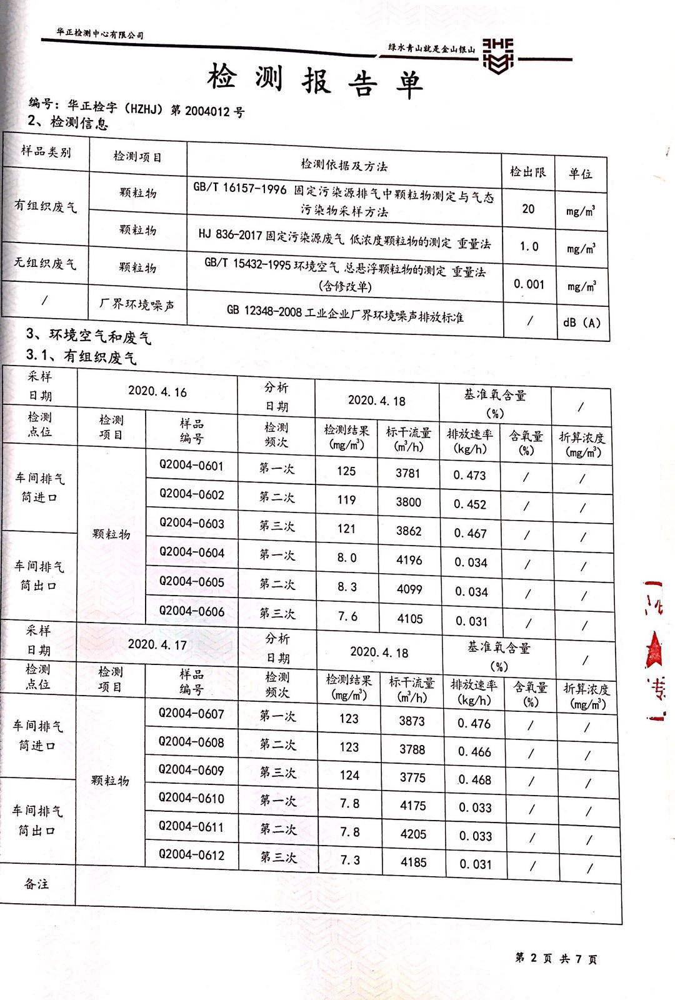 华正检测中心有限公司
绿水青山就是金山银山
检测报告单
编号：华正检字（HZHJ）第 2004012 号
2、检测信息
样品类别 检测项目 检测依据及方法 检出限 单位
有组织废气 颗粒物 GB/T 16157-1996 固定污染源排气中颗粒物测定与气态
污染物采样方法 20 mg/m³
颗粒物 HJ 836-2017 固定污染源废气 低浓度颗粒物的测定 重量法 1.0 mg/m³
无组织废气 颗粒物 GB/T 15432-1995 环境空气 总悬浮颗粒物的测定 重量法
(含修改单) 0.001 mg/m³
/ 厂界环境噪声 GB 12348-2008 工业企业厂界环境噪声排放标准 / dB（A）
3、环境空气和废气
3.1、有组织废气
采样
日期 2020.4.16 分析
日期 2020.4.18 基准氧含量
(%) /
检测
点位 检测
项目 样品
编号 检测
频次 检测结果
(mg/m³) 标干流量
(m³/h) 排放速率
(kg/h) 含氧量
(%) 折算浓度
(mg/m³)
车间排气
筒进口 颗粒物 Q2004-0601 第一次 125 3781 0.473 / /
Q2004-0602 第二次 119 3800 0.452 / /
Q2004-0603 第三次 121 3862 0.467 / /
车间排气
筒出口 Q2004-0604 第一次 8.0 4196 0.034 / /
Q2004-0605 第二次 8.3 4099 0.034 / /
Q2004-0606 第三次 7.6 4105 0.031 / /
采样
日期 2020.4.17 分析
日期 2020.4.18 基准氧含量
(%) /
检测
点位 检测
项目 样品
编号 检测
频次 检测结果
(mg/m³) 标干流量
(m³/h) 排放速率
(kg/h) 含氧量
(%) 折算浓度
(mg/m³)
车间排气
筒进口 颗粒物 Q2004-0607 第一次 123 3873 0.476 / /
Q2004-0608 第二次 123 3788 0.466 / /
Q2004-0609 第三次 124 3775 0.468 / /
车间排气
筒出口 Q2004-0610 第一次 7.8 4175 0.033 / /
Q2004-0611 第二次 7.8 4205 0.033 / /
Q2004-0612 第三次 7.3 4185 0.031 / /
备注
第 2 页 共 7 页